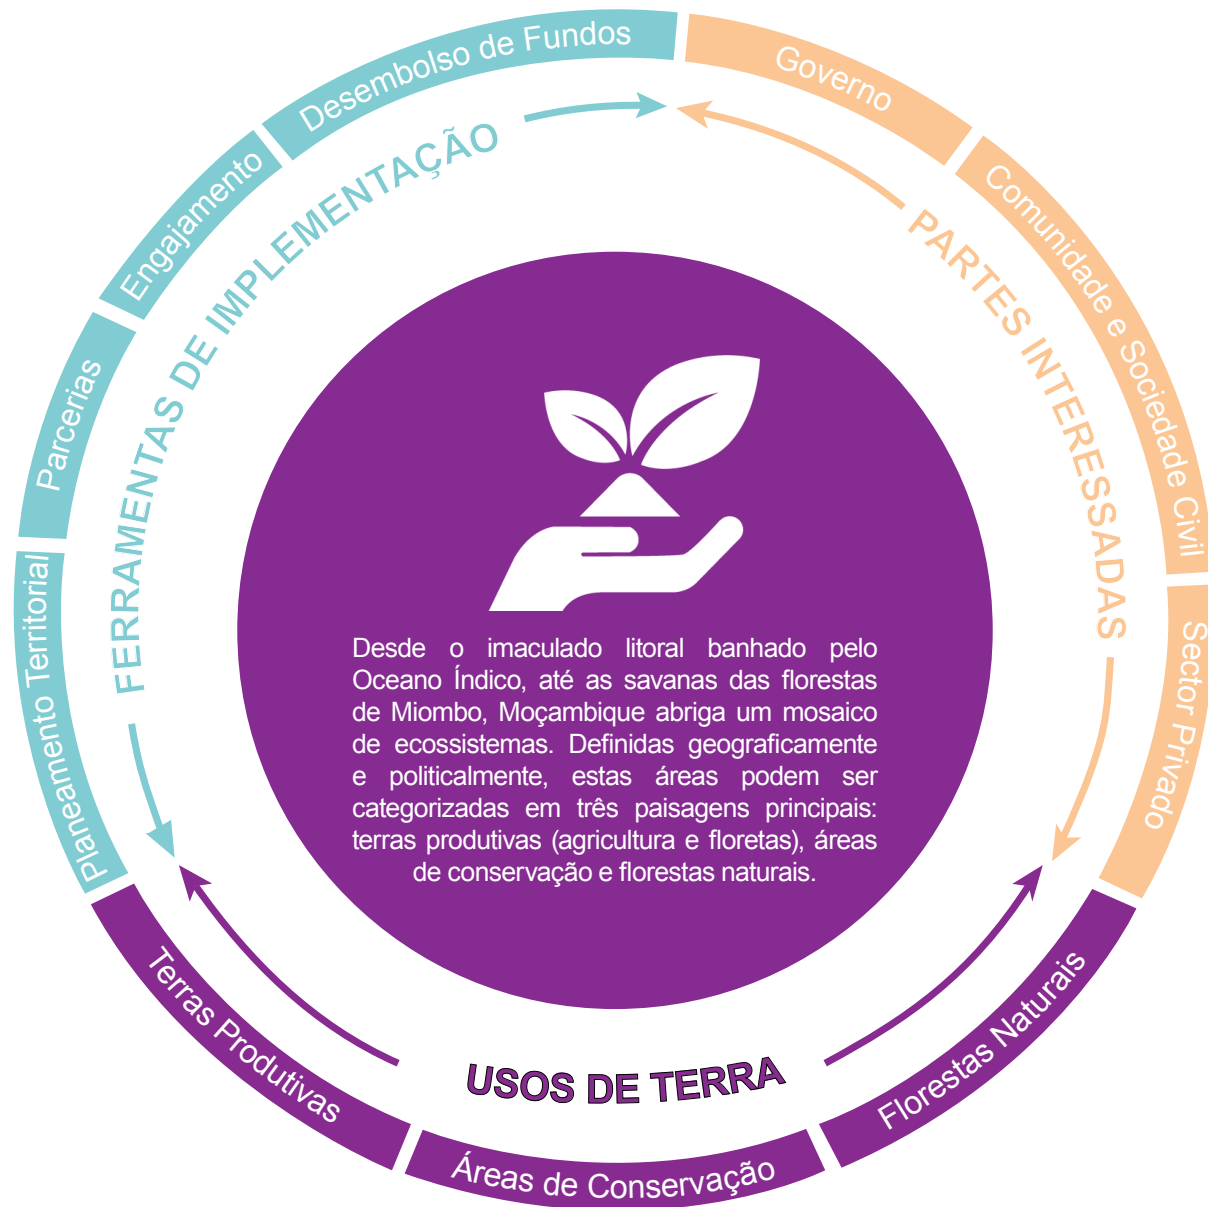 Desembolso de Fundos
Governo
Engajamento
Comunidade e Sociedade Civil
Parcerias
Planeamento Territorial
Sector Privado
FERRAMENTAS DE IMPLEMENTAÇÃO
PARTES INTERESSADAS
Desde o imaculado litoral banhado pelo
Oceano Índico, até as savanas das florestas
de Miombo, Moçambique abriga um mosaico
de ecossistemas. Definidas geograficamente
e politicalmente, estas áreas podem ser
categorizadas em três paisagens principais:
terras produtivas (agricultura e floretas), áreas
de conservação e florestas naturais.
USOS DE TERRA
Terras Produtivas
Áreas de Conservação
Florestas Naturais